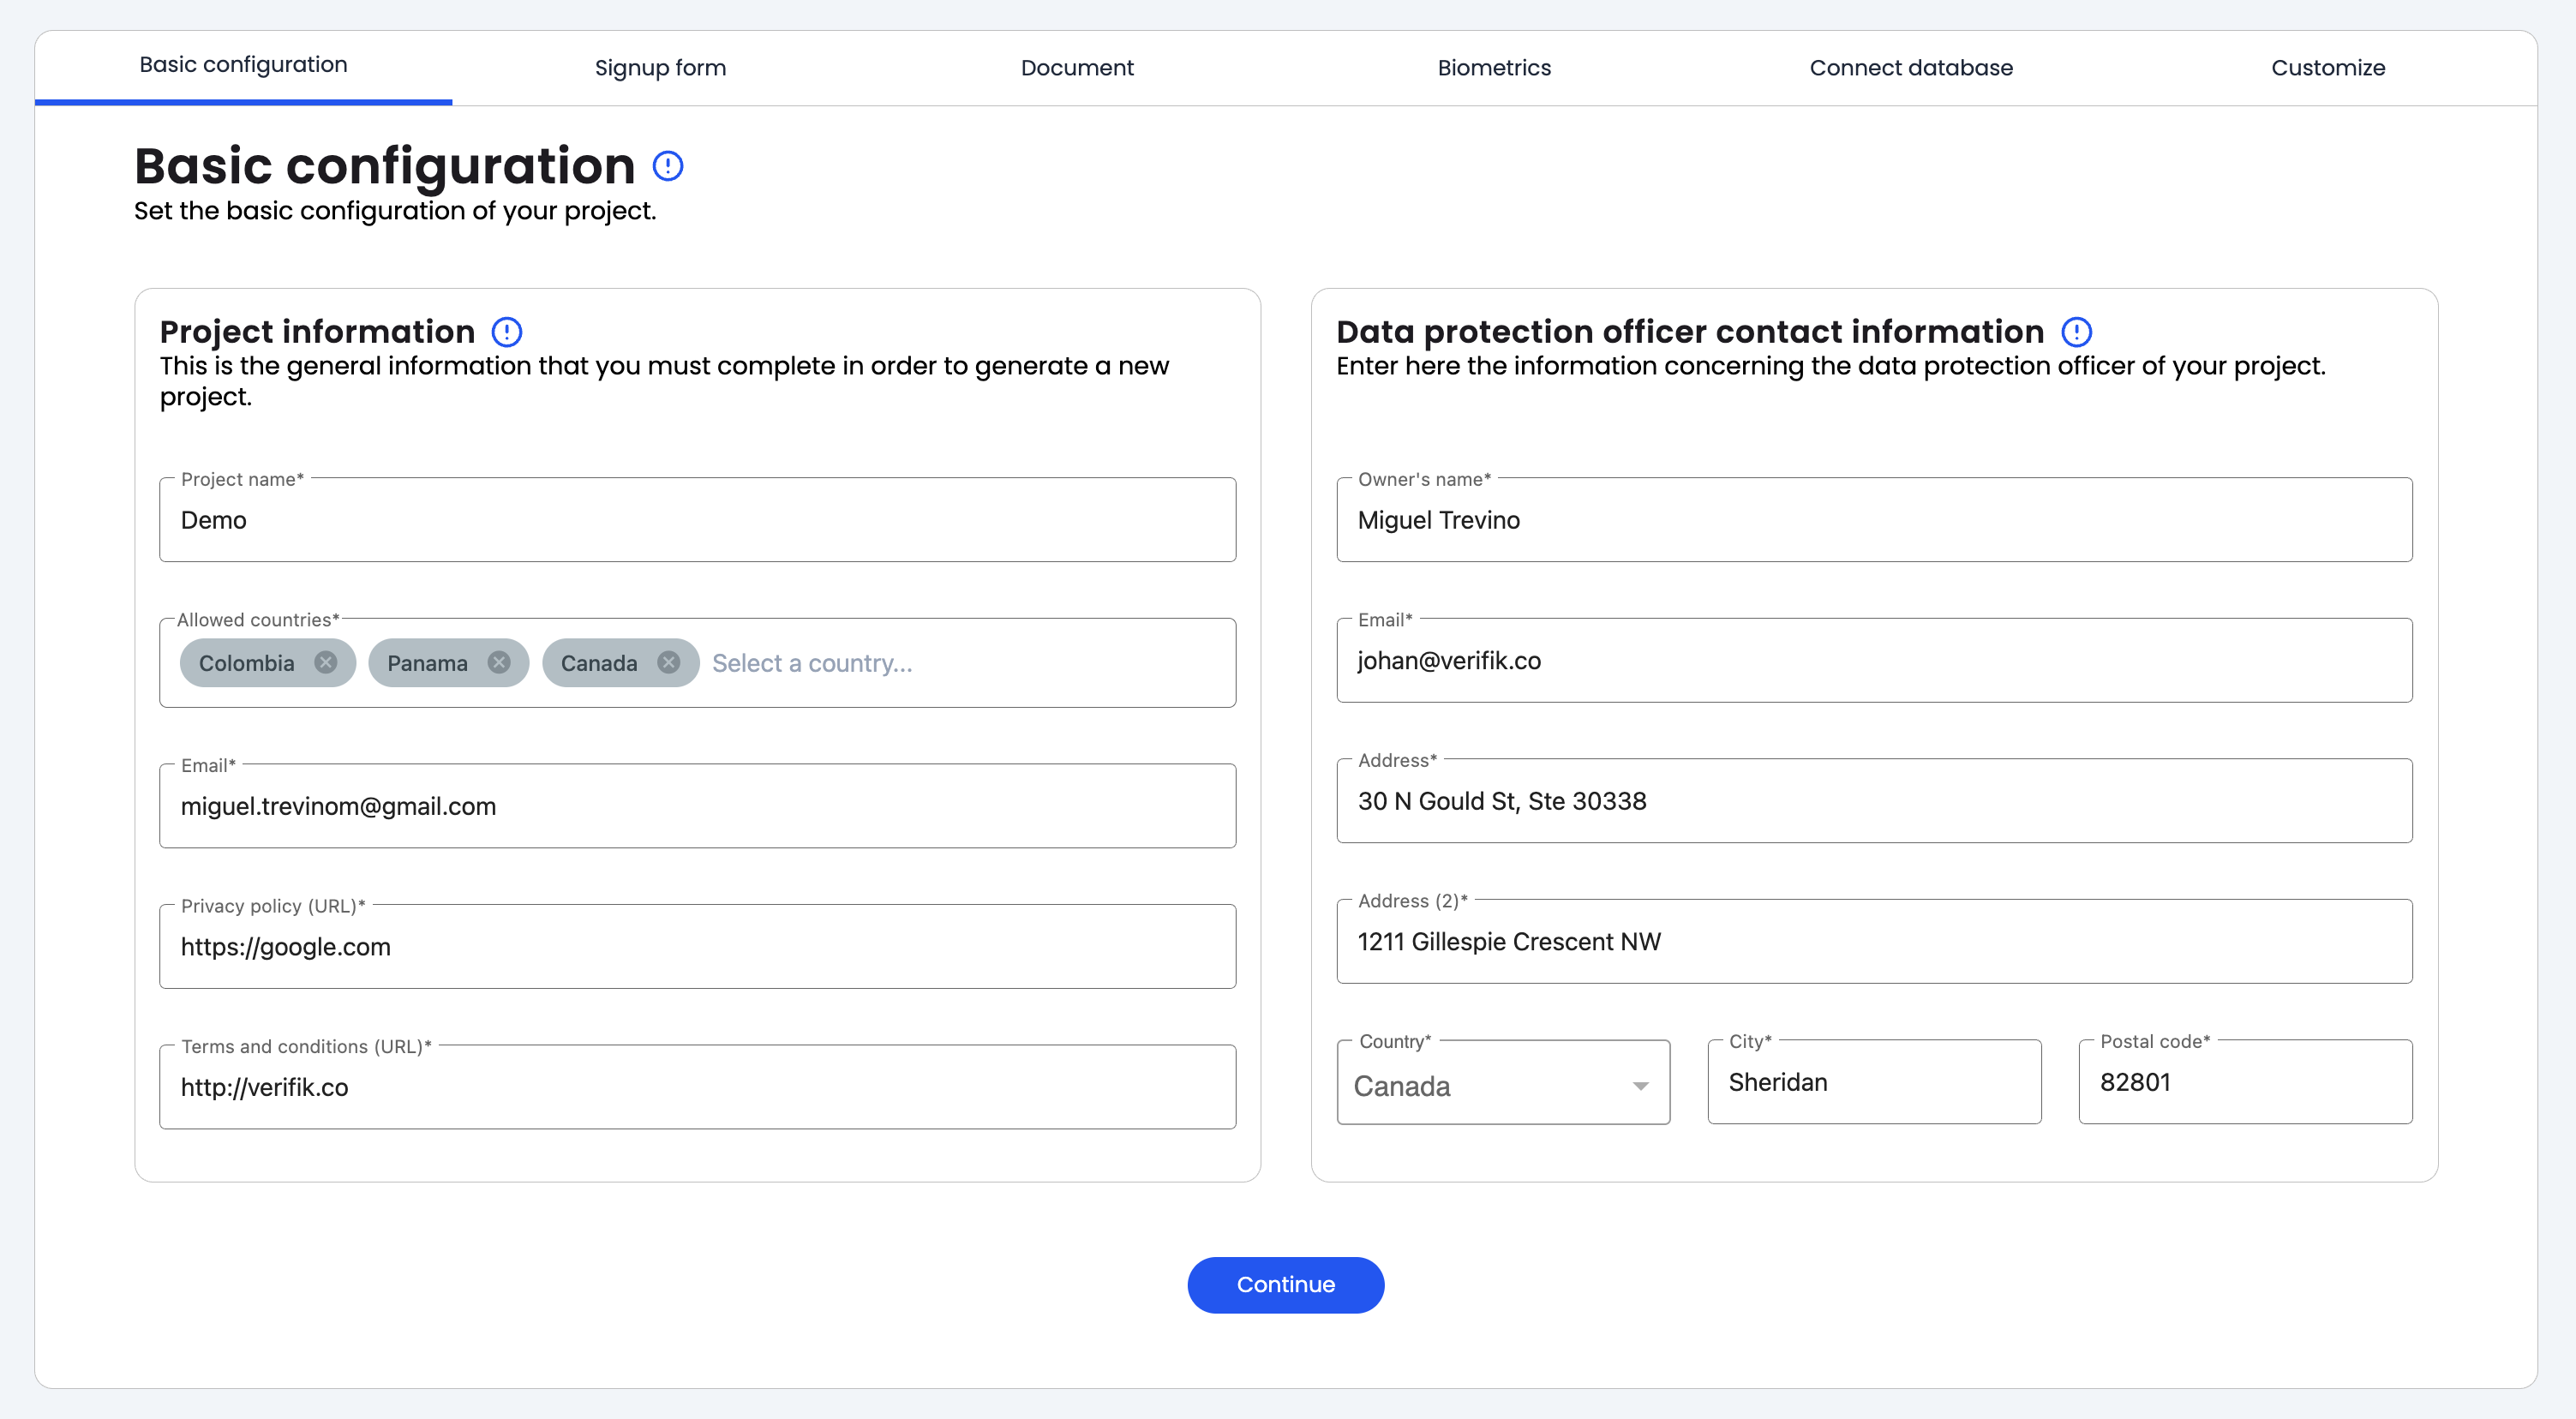 Basic configuration
Signup form
Document
Biometrics
Connect database
Customize
Basic configuration
Set the basic configuration of your project.
Project information
This is the general information that you must complete in order to generate a new
project.
Project name*
Demo
Allowed countries*
Colombia
Panama
Canada
Select a country...
Email*
miguel.trevinom@gmail.com
Privacy policy (URL)*
https://google.com
Terms and conditions (URL)*
http://verifik.co
Data protection officer contact information
Enter here the information concerning the data protection officer of your project.
Owner's name*
Miguel Trevino
Email*
johan@verifik.co
Address*
30 N Gould St, Ste 30338
Address (2)*
1211 Gillespie Crescent NW
Country*
Canada
City*
Sheridan
Postal code*
82801
Continue